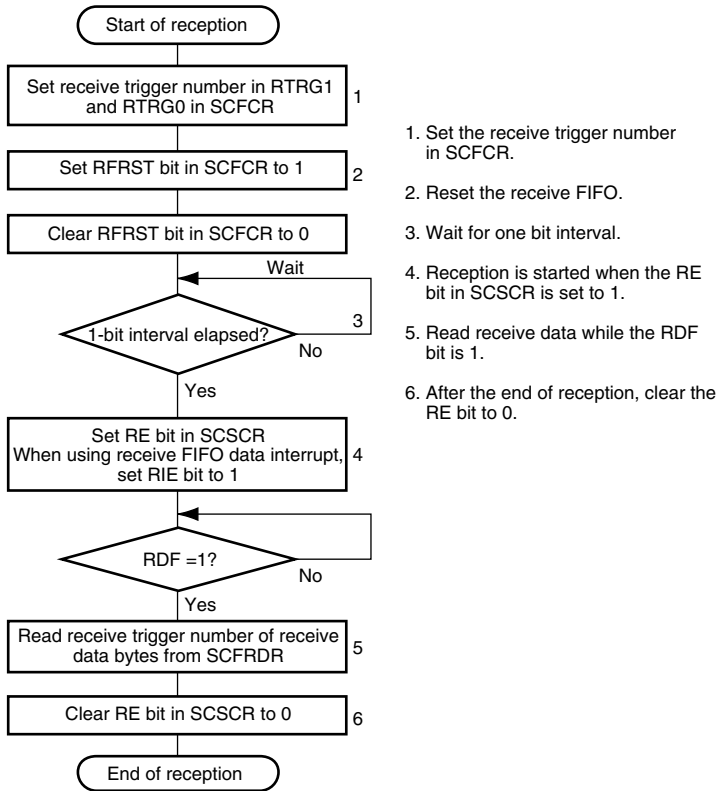 Start of reception
Set receive trigger number in RTRG1
and RTRG0 in SCFCR
1
Set RFRST bit in SCFCR to 1
2
Clear RFRST bit in SCFCR to 0
Wait
1-bit interval elapsed?
3
No
Yes
Set RE bit in SCSCR
When using receive FIFO data interrupt,
set RIE bit to 1
4
RDF =1?
No
Yes
Read receive trigger number of receive
data bytes from SCFRDR
5
Clear RE bit in SCSCR to 0
6
End of reception
1. Set the receive trigger number
in SCFCR.
2. Reset the receive FIFO.
3. Wait for one bit interval.
4. Reception is started when the RE
bit in SCSCR is set to 1.
5. Read receive data while the RDF
bit is 1.
6. After the end of reception, clear the
RE bit to 0.